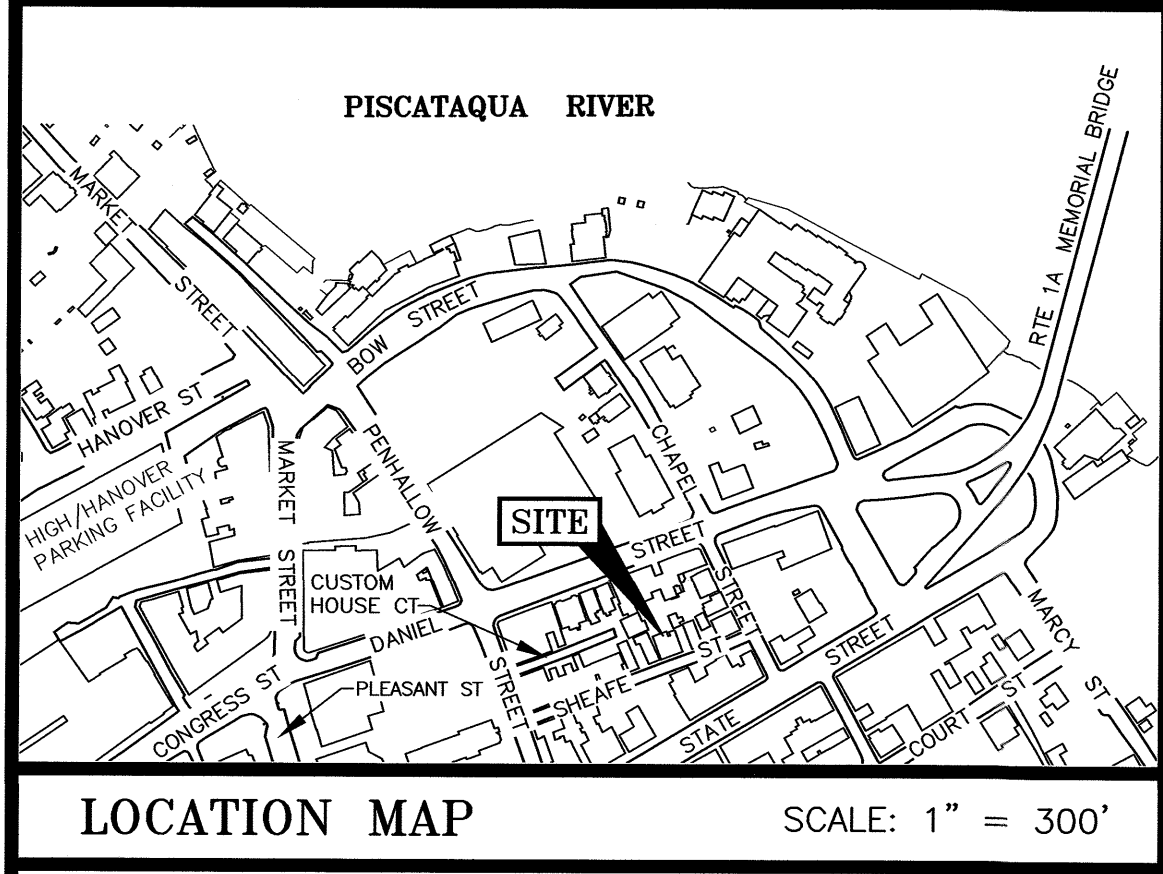 PISCATAQUA RIVER
RTE 1A MEMORIAL BRIDGE
MARKET
STREET
BOW STREET
HANOVER ST
HIGH/HANOVER
PARKING FACILITY
MARKET STREET
PENHALLOW
STREET
CHAPEL
STREE
SITE
CUSTOM
HOUSE CT
DANIEL
STREET
CONGRESS ST
PLEASANT ST
SHEAFE ST
STATE STREET
COURT ST
MARCY ST
LOCATION MAP
SCALE: 1" = 300'